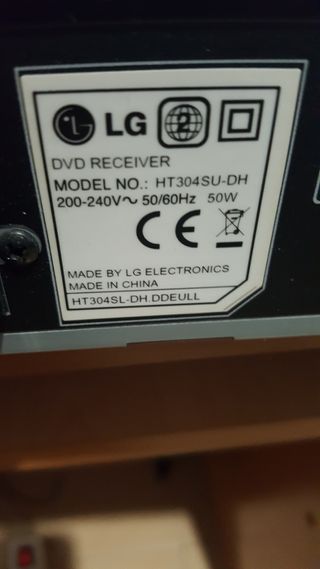 LG 2
DVD RECEIVER
MODEL NO.: HT304SU-DH
200-240V~ 50/60Hz 50W
CE
MADE BY LG ELECTRONICS
MADE IN CHINA
HT304SL-DH.DDEULL